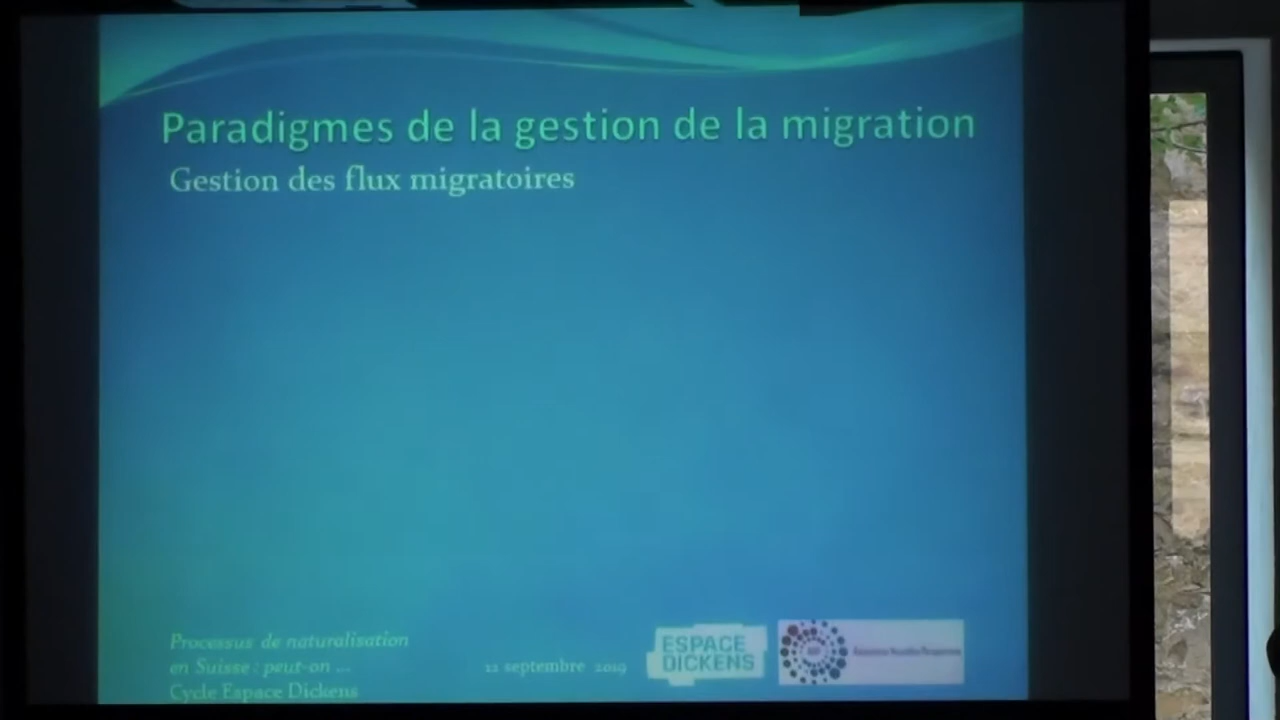 Paradigmes de la gestion de la migration
Gestion des flux migratoires
Processus de naturalisation
en Suisse : peut-on ...
Cycle Espace Dickens
12 septembre 2019
ESPACE
DICKENS